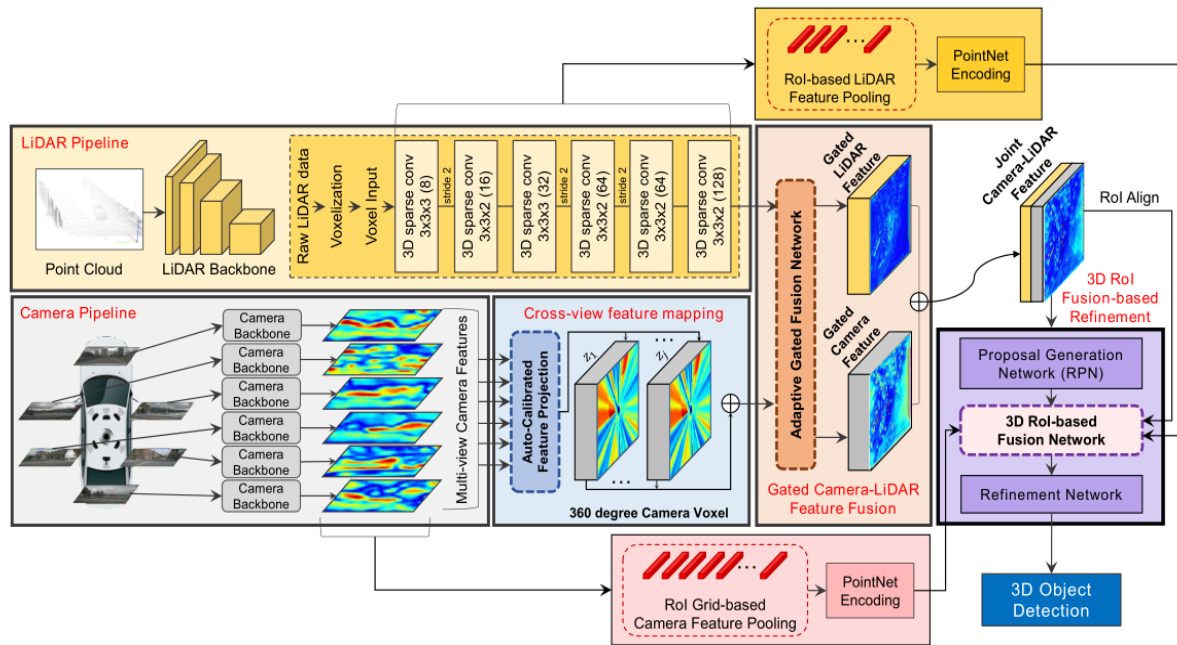 RoI-based LiDAR
Feature Pooling
PointNet
Encoding
LiDAR Pipeline
Point Cloud
LiDAR Backbone
Raw LiDAR data
Voxelization
Voxel Input
3D sparse conv
3x3x3 (8)
stride 2
3D sparse conv
3x3x2 (16)
3D sparse conv
3x3x3 (32)
stride 2
3D sparse conv
3x3x2 (64)
stride 2
3D sparse conv
3x3x2 (64)
3D sparse conv
3x3x2 (128)
Camera Pipeline
Camera
Backbone
Camera
Backbone
Camera
Backbone
Camera
Backbone
Camera
Backbone
Camera
Backbone
Multi-view Camera Features
Cross-view feature mapping
Auto-Calibrated
Feature Projection
Z1
...
Zj
...
360 degree Camera Voxel
Adaptive Gated Fusion Network
Gated
LiDAR
Feature
Gated
Camera
Feature
Gated Camera-LiDAR
Feature Fusion
Joint
Camera-LiDAR
Feature
RoI Align
3D RoI
Fusion-based
Refinement
Proposal Generation
Network (RPN)
3D RoI-based
Fusion Network
Refinement Network
3D Object
Detection
RoI Grid-based
Camera Feature Pooling
PointNet
Encoding